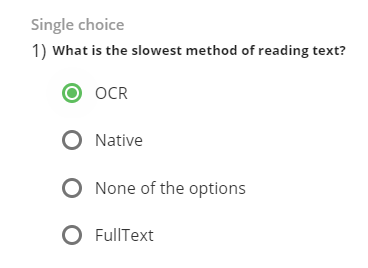 Single choice
1) What is the slowest method of reading text?
OCR
Native
None of the options
FullText